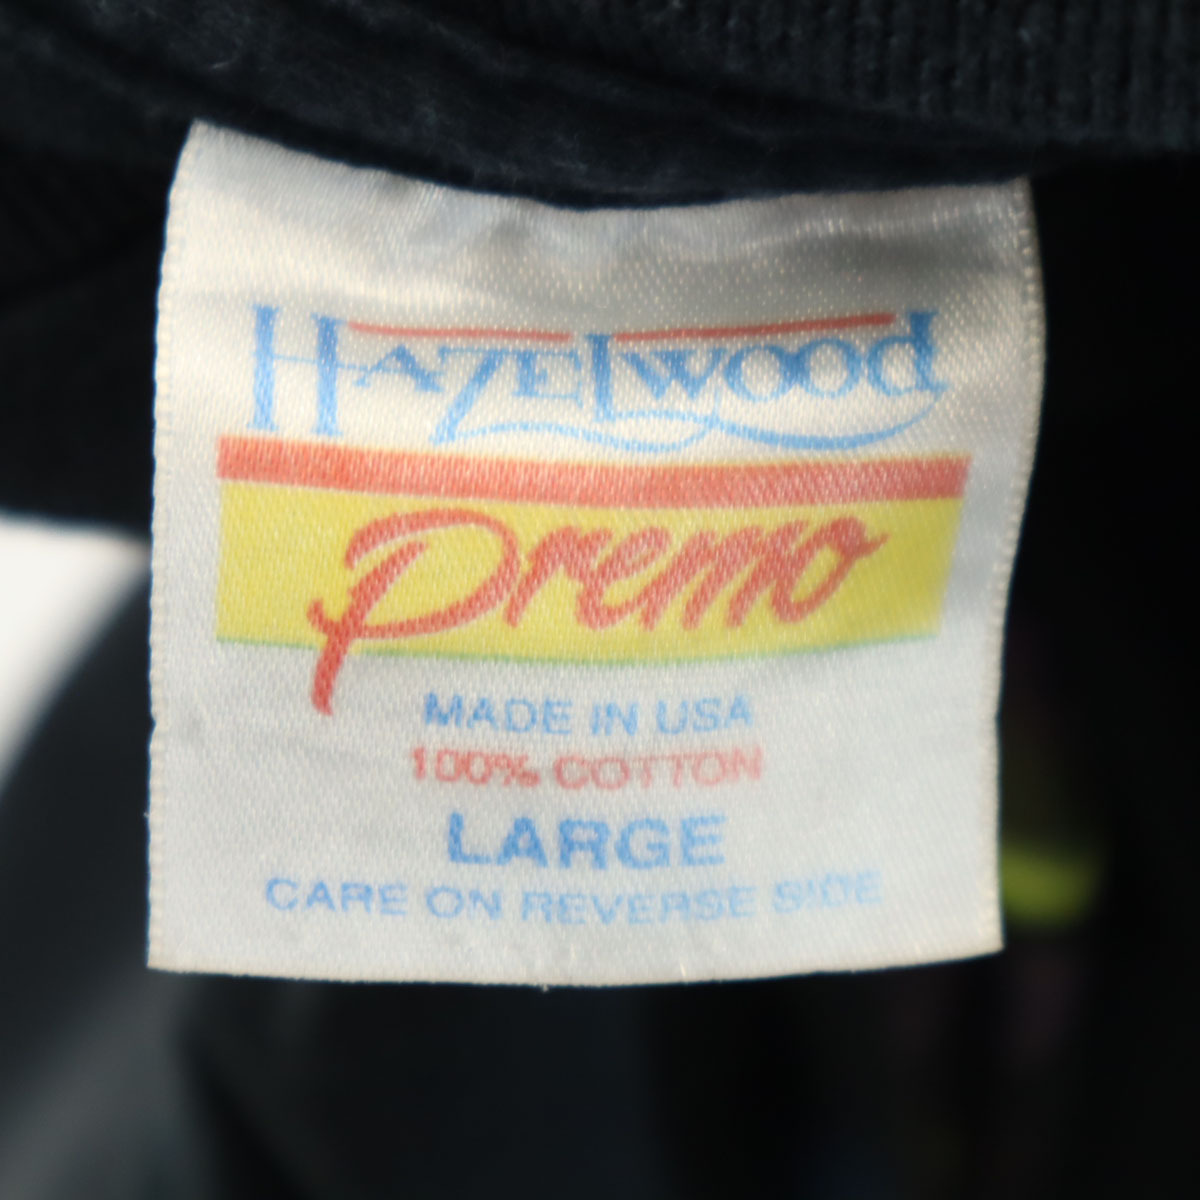 HAZELWOOD
Premo
MADE IN USA
100% COTTON
LARGE
CARE ON REVERSE SIDE